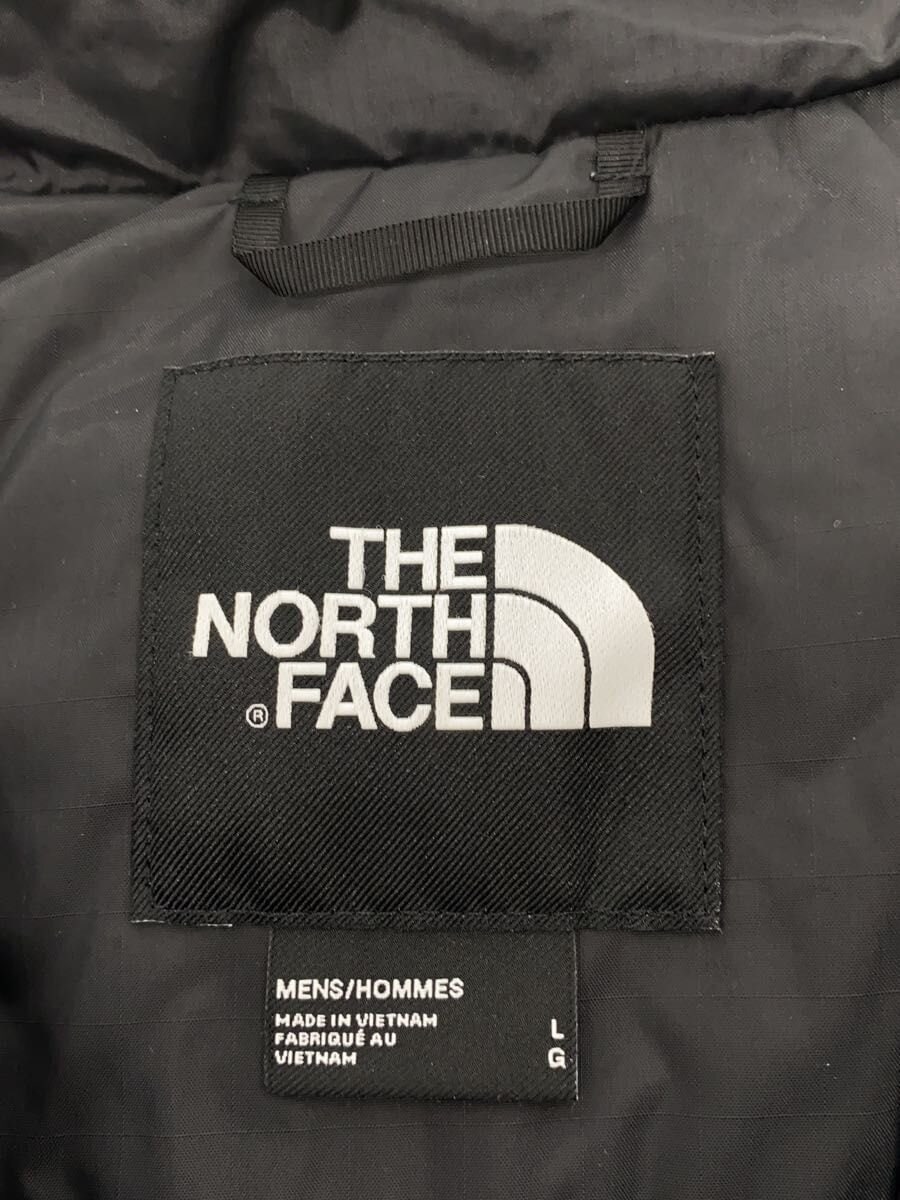 THE
NORTH
® FACE
MENS/HOMMES
MADE IN VIETNAM
FABRIQUÉ AU
VIETNAM
L
G